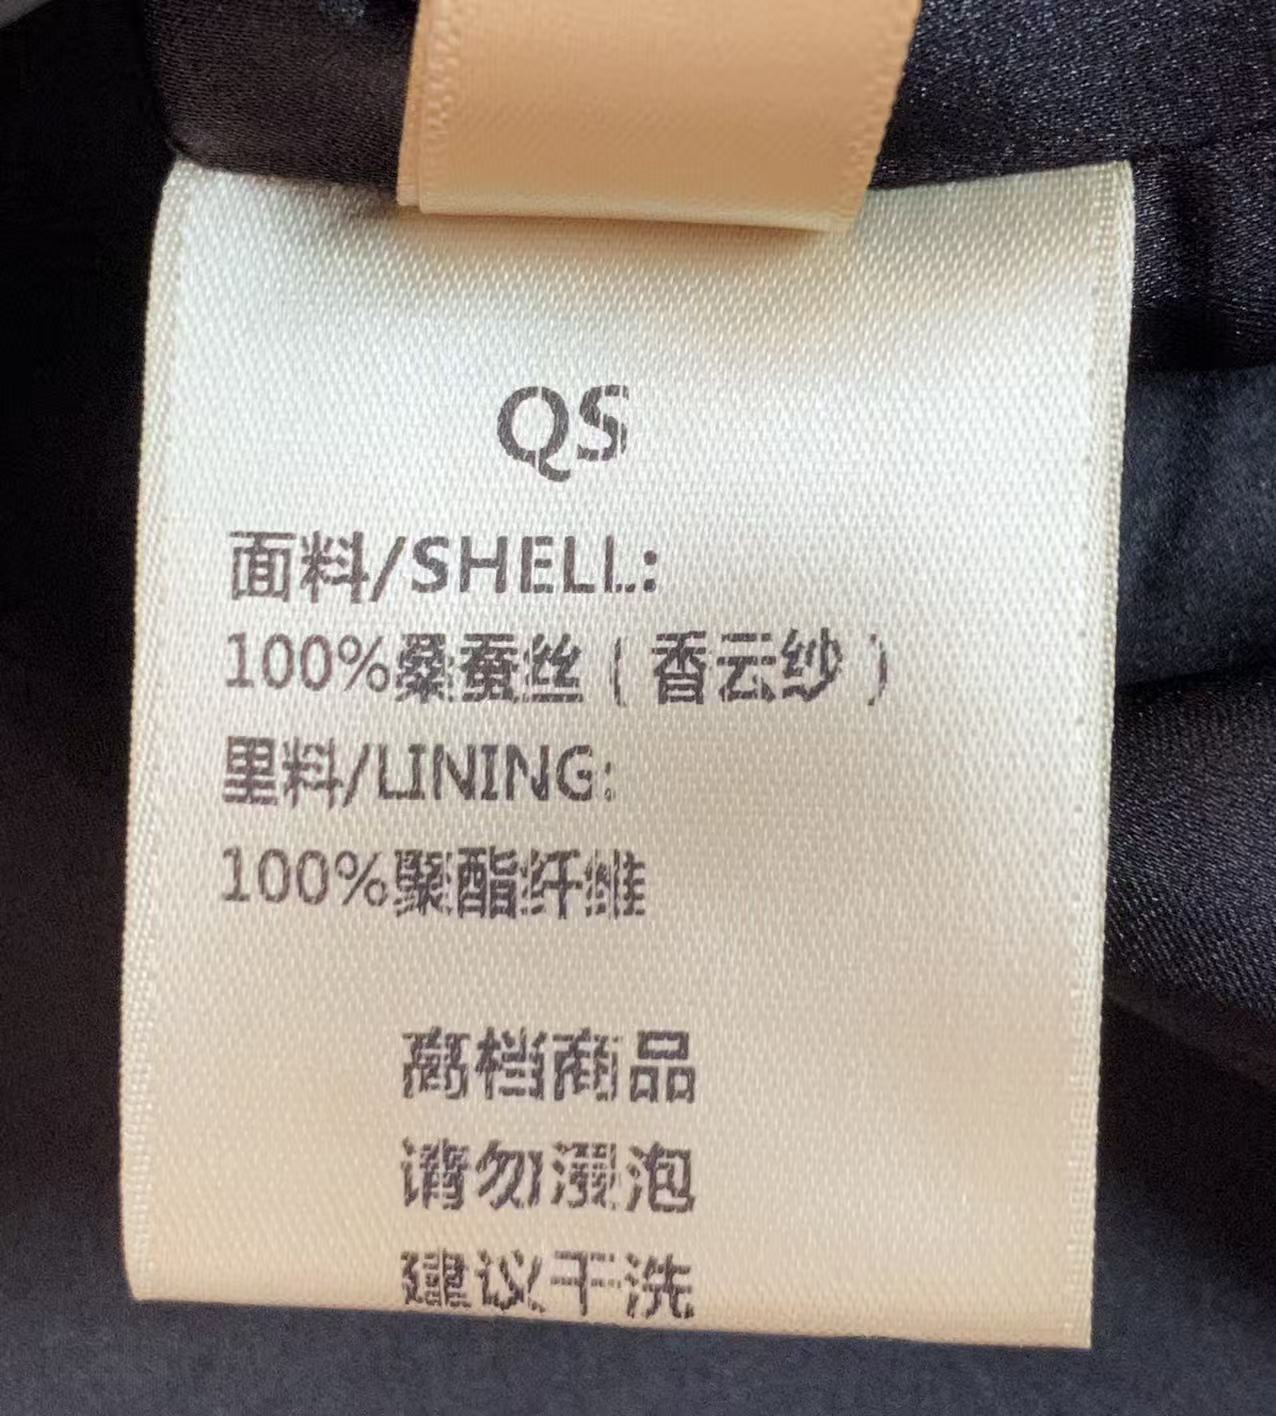 QS
面料/SHELL:
100%桑蚕丝（香云纱）
里料/LINING:
100%聚酯纤维
高档商品
请勿浸泡
建议干洗